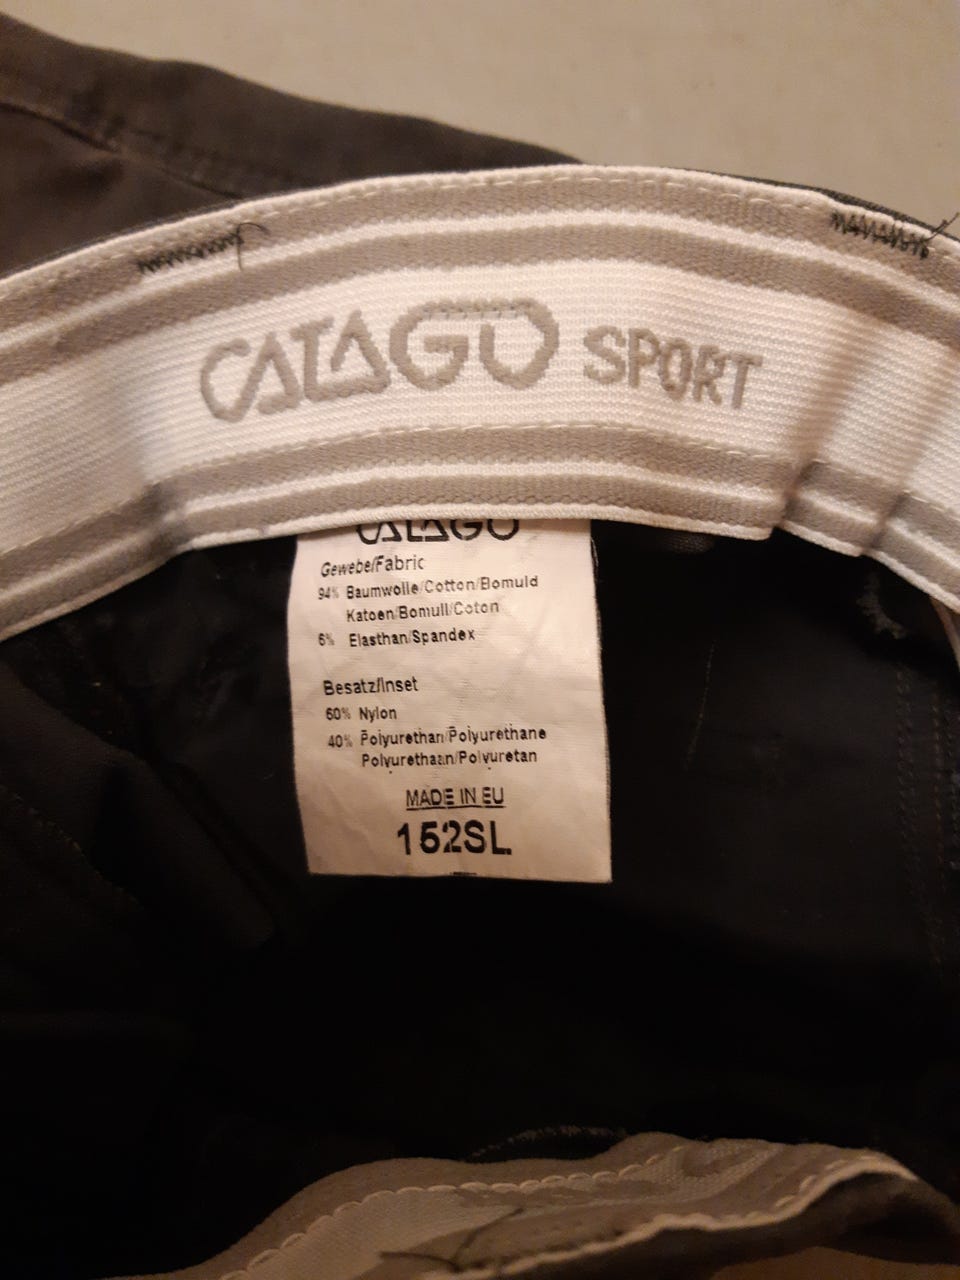 CATAGO SPORT
CATAGO
Gewebe/Fabric
94% Baumwolle/Cotton/Bomuld
Katoen/Bomull/Coton
6% Elasthan/Spandex
Besatz/Inset
60% Nylon
40% Polyurethan/Polyurethane
Polyurethaan/Polyuretan
MADE IN EU
152SL